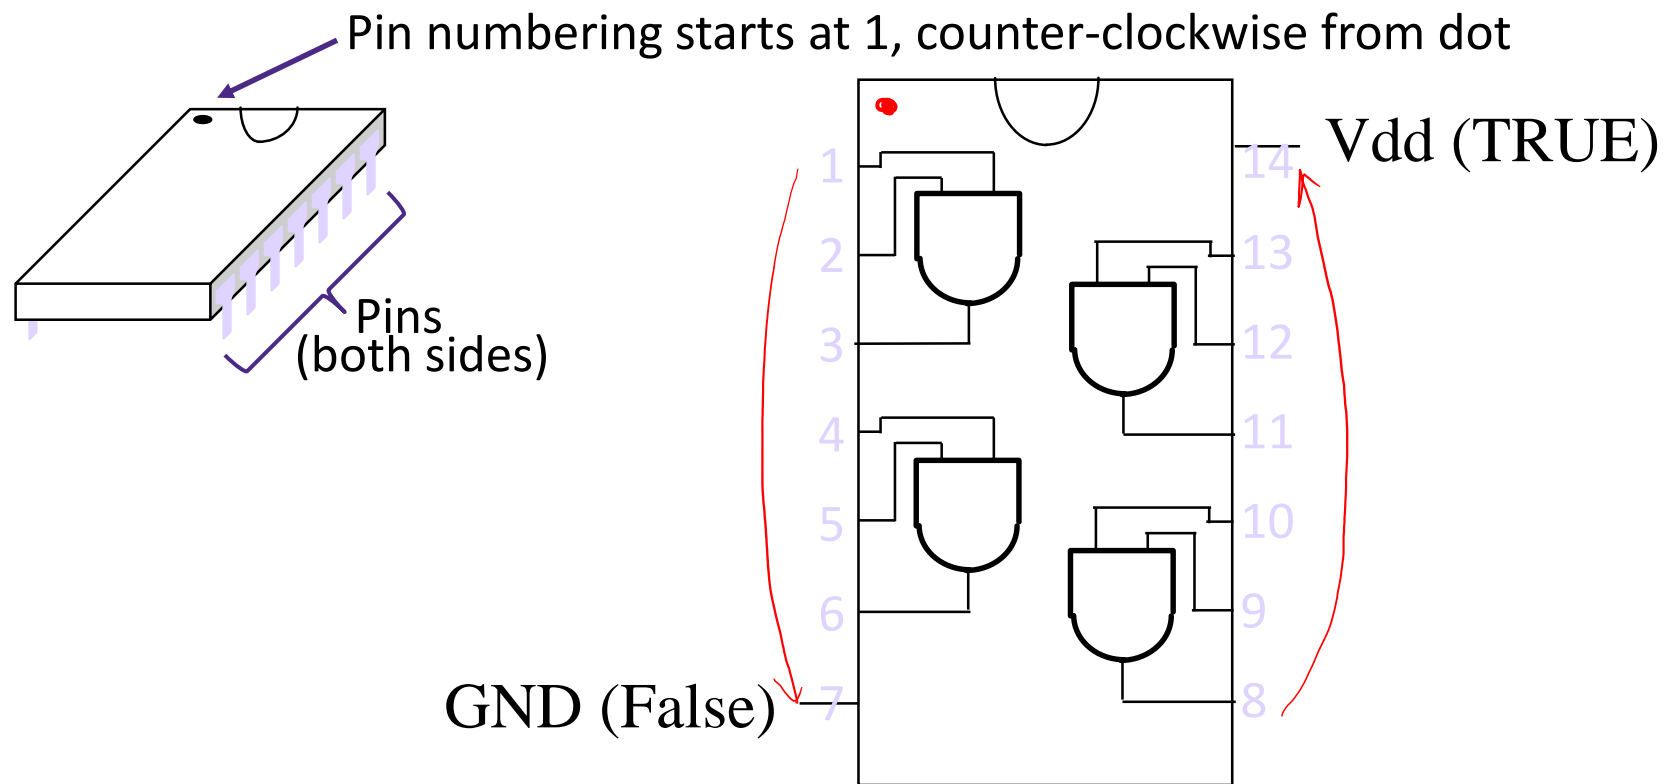 Pin numbering starts at 1, counter-clockwise from dot
Vdd (TRUE)
1
14
2
13
3
12
Pins
(both sides)
4
11
5
10
6
9
GND (False)
7
8